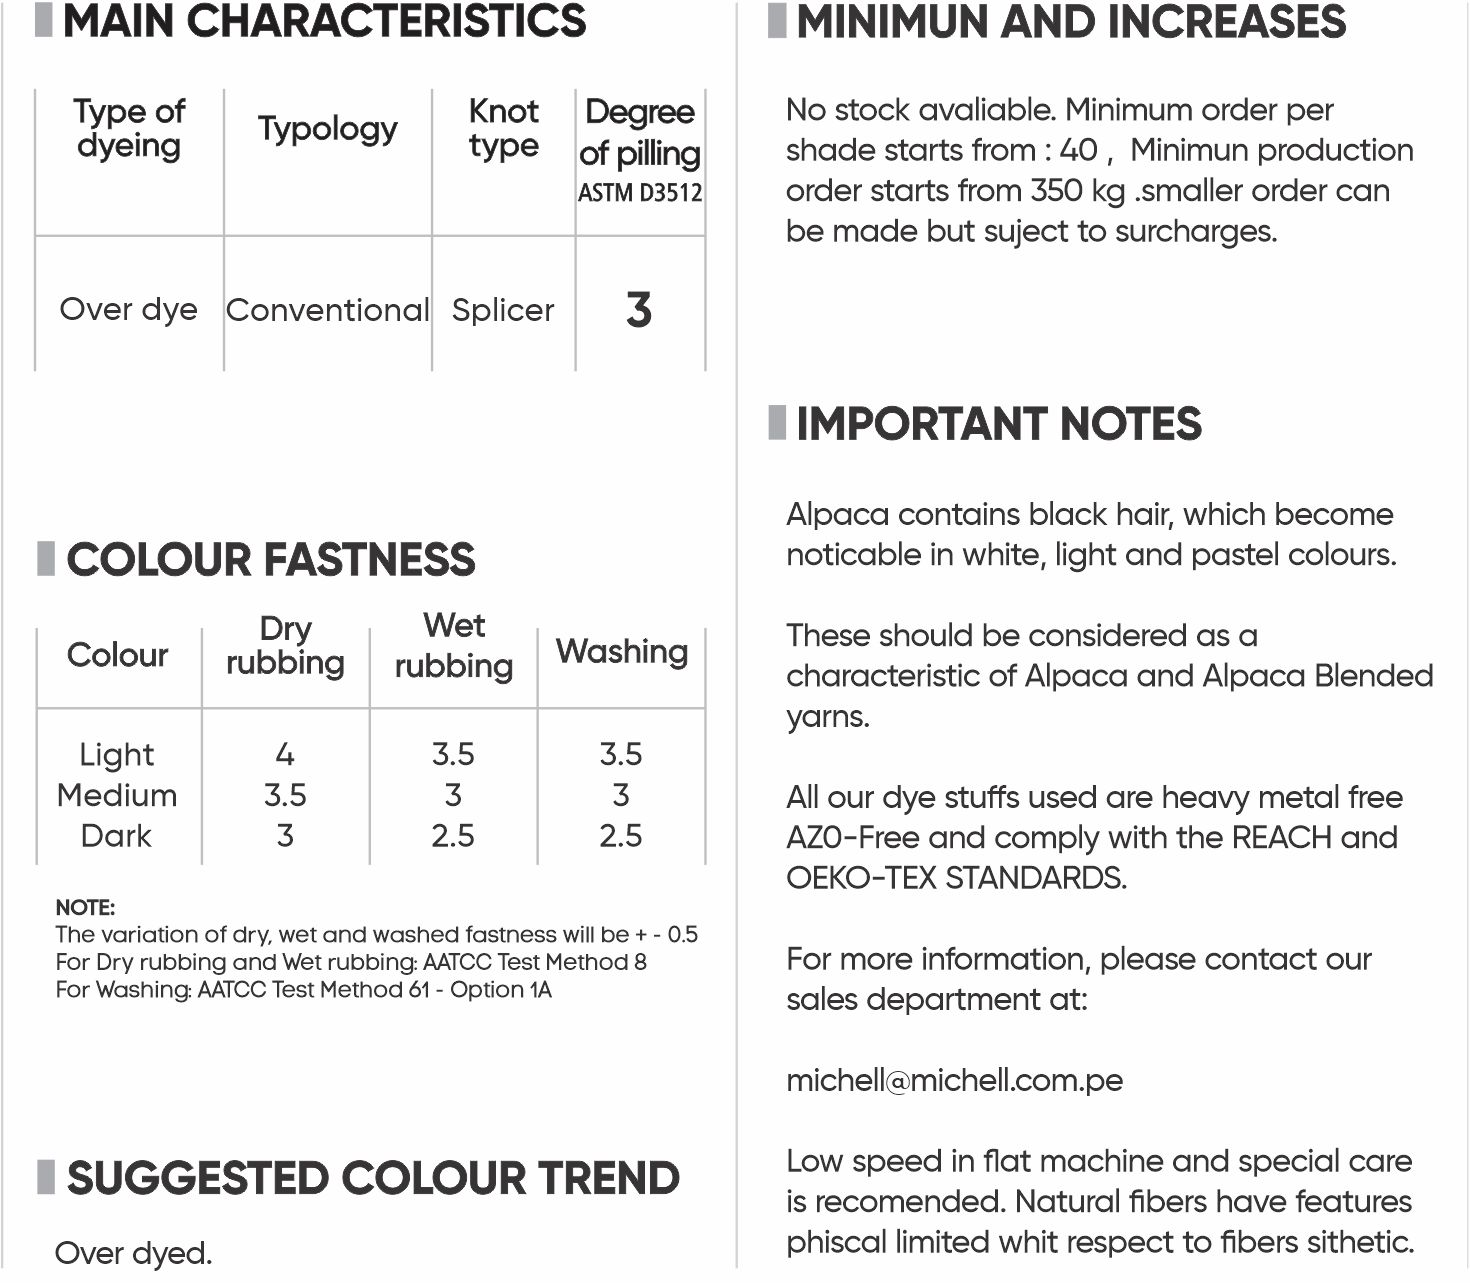 MAIN CHARACTERISTICS
Type of
dyeing
Typology
Knot
type
Degree
of pilling
ASTM D3512
Over dye
Conventional
Splicer
3
COLOUR FASTNESS
Colour
Dry
rubbing
Wet
rubbing
Washing
Light 4 3.5 3.5
Medium 3.5 3 3
Dark 3 2.5 2.5
NOTE:
The variation of dry, wet and washed fastness will be + - 0.5
For Dry rubbing and Wet rubbing: AATCC Test Method 8
For Washing: AATCC Test Method 61 - Option 1A
SUGGESTED COLOUR TREND
Over dyed.
MINIMUN AND INCREASES
No stock avaliable. Minimum order per
shade starts from : 40 , Minimun production
order starts from 350 kg .smaller order can
be made but suject to surcharges.
IMPORTANT NOTES
Alpaca contains black hair, which become
noticable in white, light and pastel colours.
These should be considered as a
characteristic of Alpaca and Alpaca Blended
yarns.
All our dye stuffs used are heavy metal free
AZ0-Free and comply with the REACH and
OEKO-TEX STANDARDS.
For more information, please contact our
sales department at:
michell@michell.com.pe
Low speed in flat machine and special care
is recomended. Natural fibers have features
phiscal limited whit respect to fibers sithetic.